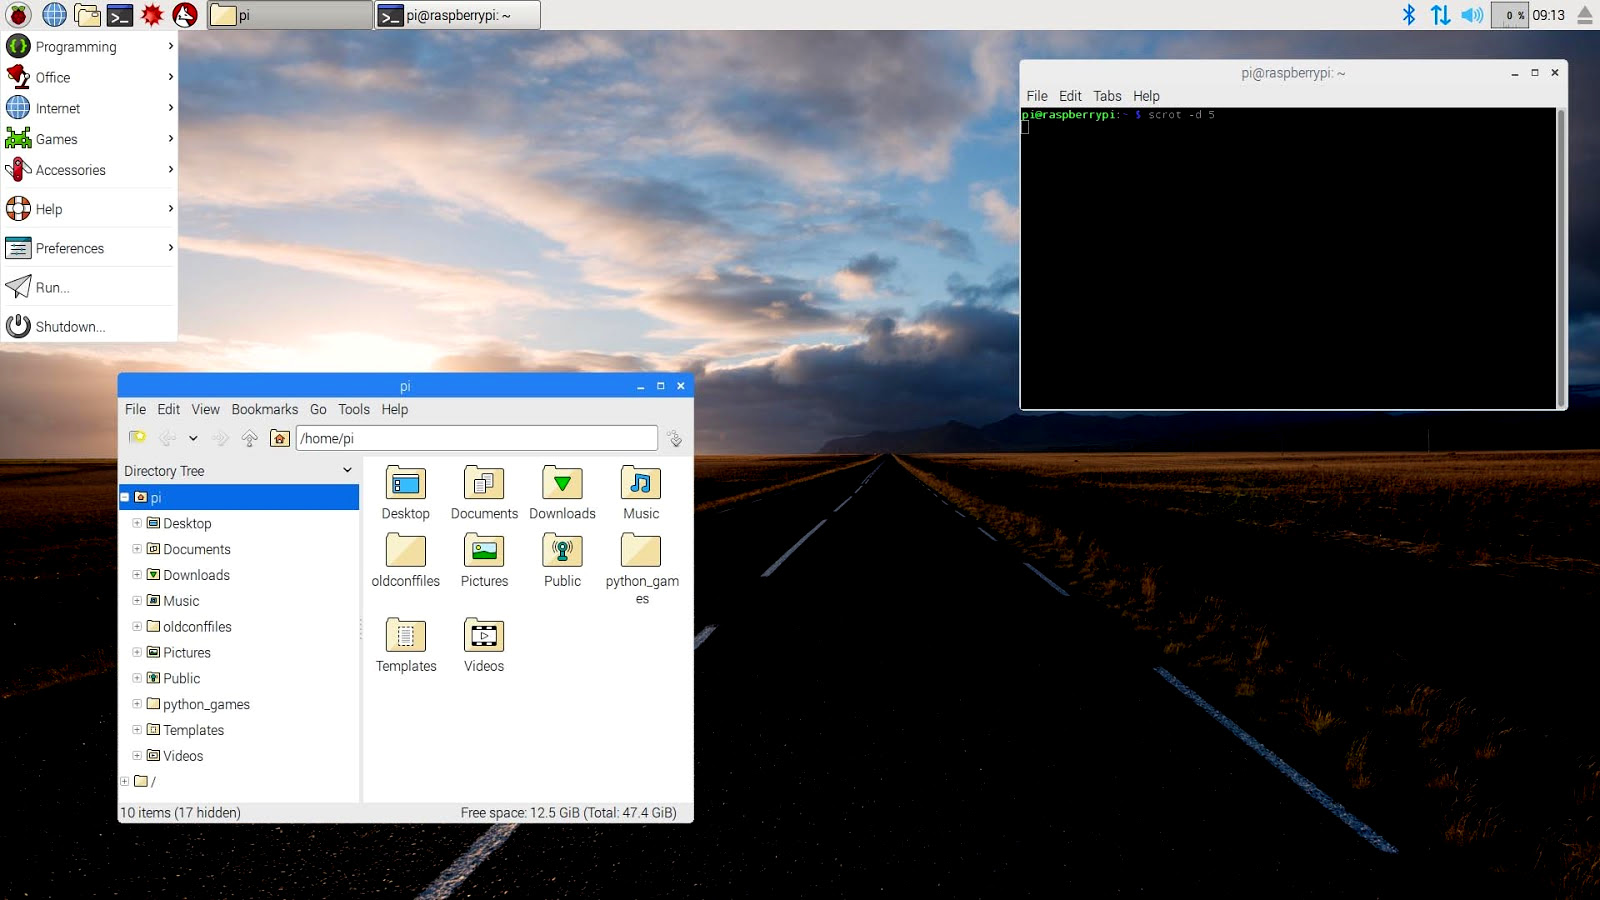 pi
pi@raspberrypi: ~
0 %
09:13
Programming
Office
Internet
Games
Accessories
Help
Preferences
Run...
Shutdown...
pi@raspberrypi: ~
File Edit Tabs Help
pi@raspberrypi:~ $ scrot -d 5
pi
File Edit View Bookmarks Go Tools Help
/home/pi
Directory Tree
pi
Desktop
Documents
Downloads
Music
oldconffiles
Pictures
Public
python_games
Templates
Videos
/
Desktop Documents Downloads Music
oldconffiles Pictures Public python_gam
es
Templates Videos
10 items (17 hidden)
Free space: 12.5 GiB (Total: 47.4 GiB)